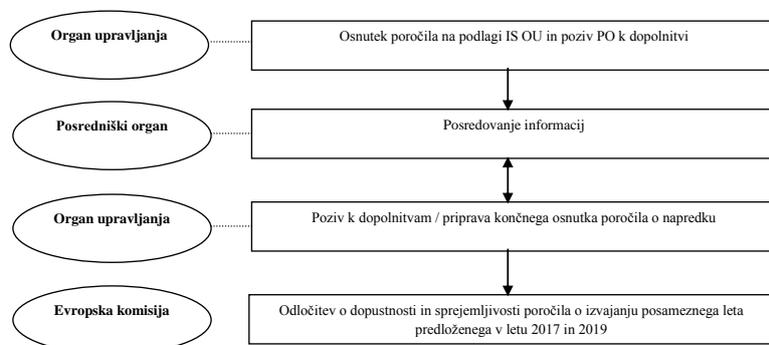 Organ upravljanja
Osnutek poročila na podlagi IS OU in poziv PO k dopolnitvi
Posredniški organ
Posredovanje informacij
Organ upravljanja
Poziv k dopolnitvam / priprava končnega osnutka poročila o napredku
Evropska komisija
Odločitev o dopustnosti in sprejemljivosti poročila o izvajanju posameznega leta
predloženega v letu 2017 in 2019